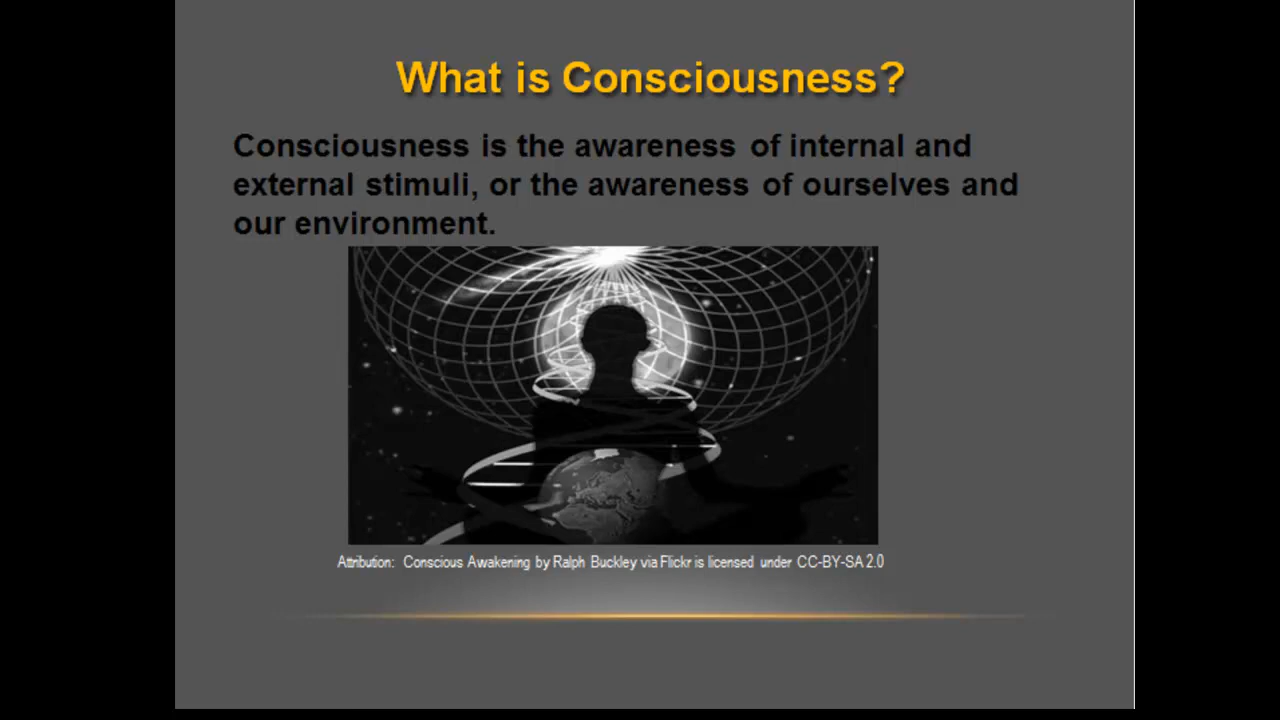 What is Consciousness?
Consciousness is the awareness of internal and
external stimuli, or the awareness of ourselves and
our environment.
Attribution: Conscious Awakening by Ralph Buckley via Flickr is licensed under CC-BY-SA 2.0